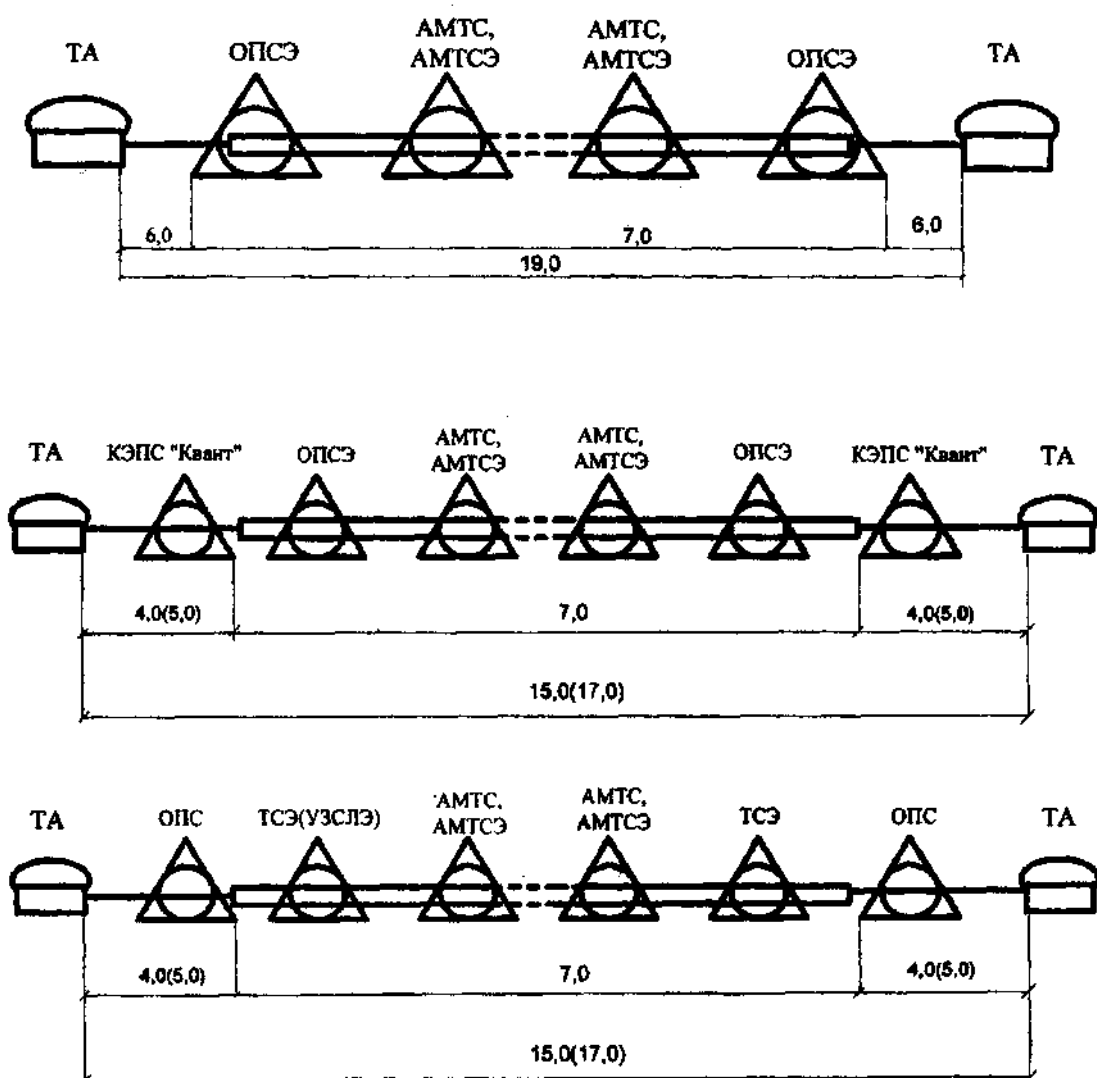 ТА ОПСЭ АМТС, АМТСЭ АМТС, АМТСЭ ОПСЭ ТА
6,0 7,0 6,0
19,0
ТА КЭПС "Квант" ОПСЭ АМТС, АМТСЭ АМТС, АМТСЭ ОПСЭ КЭПС "Квант" ТА
4,0(5,0) 7,0 4,0(5,0)
15,0(17,0)
ТА ОПС ТСЭ(УЗСЛЭ) АМТС, АМТСЭ АМТС, АМТСЭ ТСЭ ОПС ТА
4,0(5,0) 7,0 4,0(5,0)
15,0(17,0)